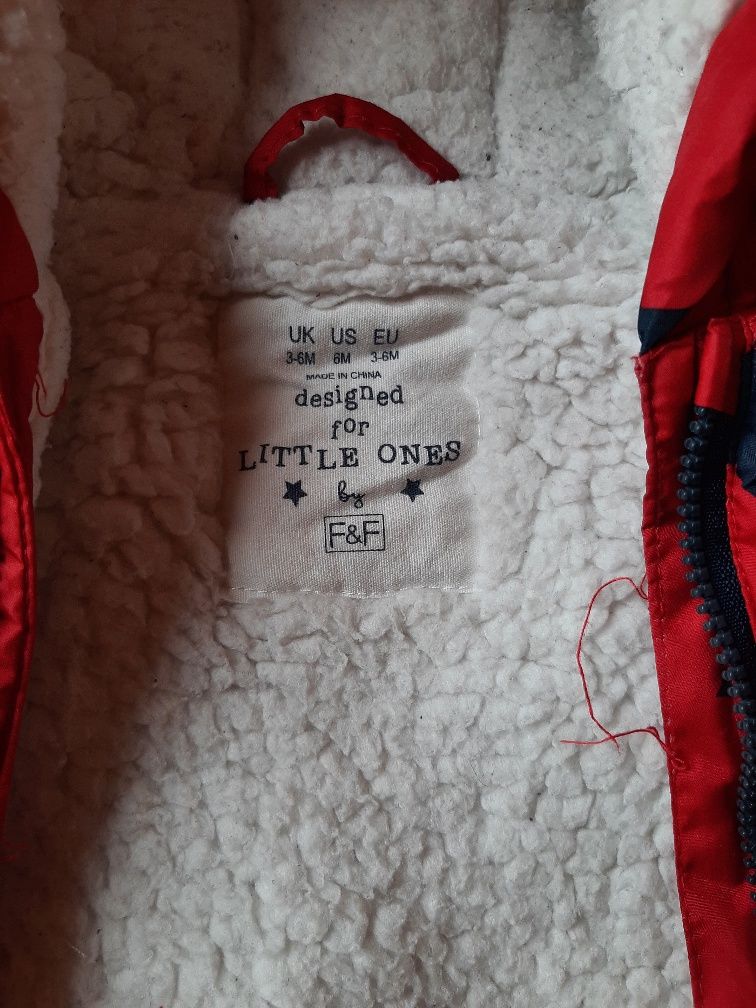 UK US EU
3-6M 6M 3-6M
MADE IN CHINA
designed
for
LITTLE ONES
by
F&F